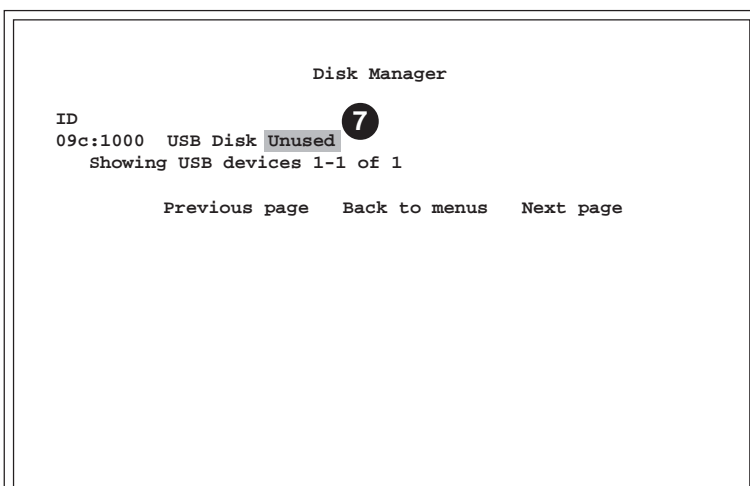 Disk Manager
ID
7
09c:1000 USB Disk Unused
Showing USB devices 1-1 of 1
Previous page Back to menus Next page